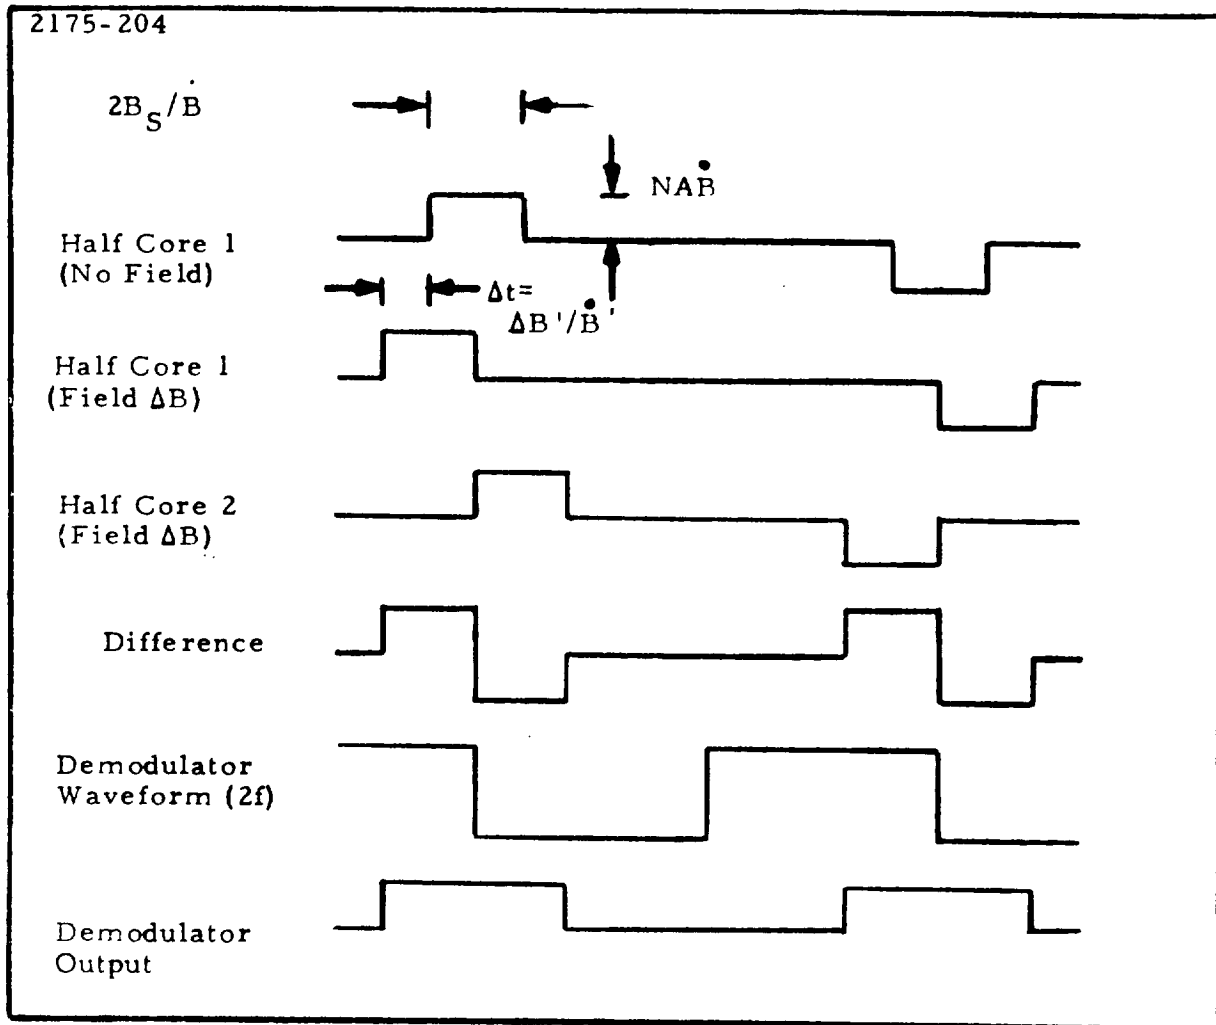 2175-204
2B_S/Ḃ
NAḂ
Half Core 1
(No Field)
Δt=
ΔB'/Ḃ'
Half Core 1
(Field ΔB)
Half Core 2
(Field ΔB)
Difference
Demodulator
Waveform (2f)
Demodulator
Output